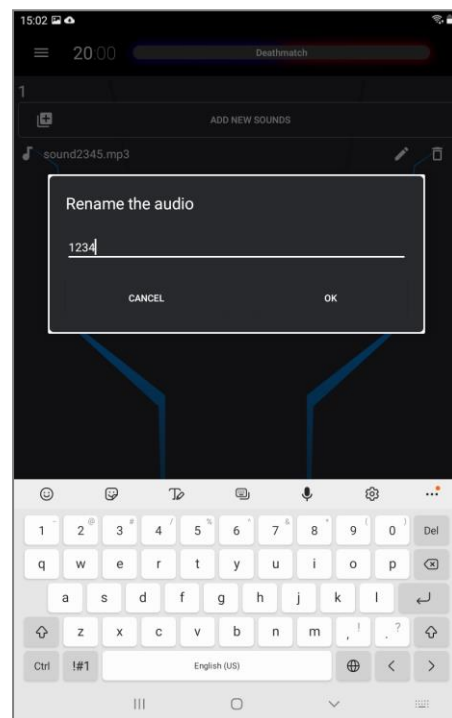 15:02
20:00 Deathmatch
1
ADD NEW SOUNDS
sound2345.mp3
Rename the audio
1234
CANCEL OK
1 2 @ 3 # 4 / 5 % 6 ^ 7 & 8 * 9 ( 0 ) Del
q w e r t y u i o p
a s d f g h j k l
z x c v b n m , ! . ?
Ctrl !#1 English (US) < >